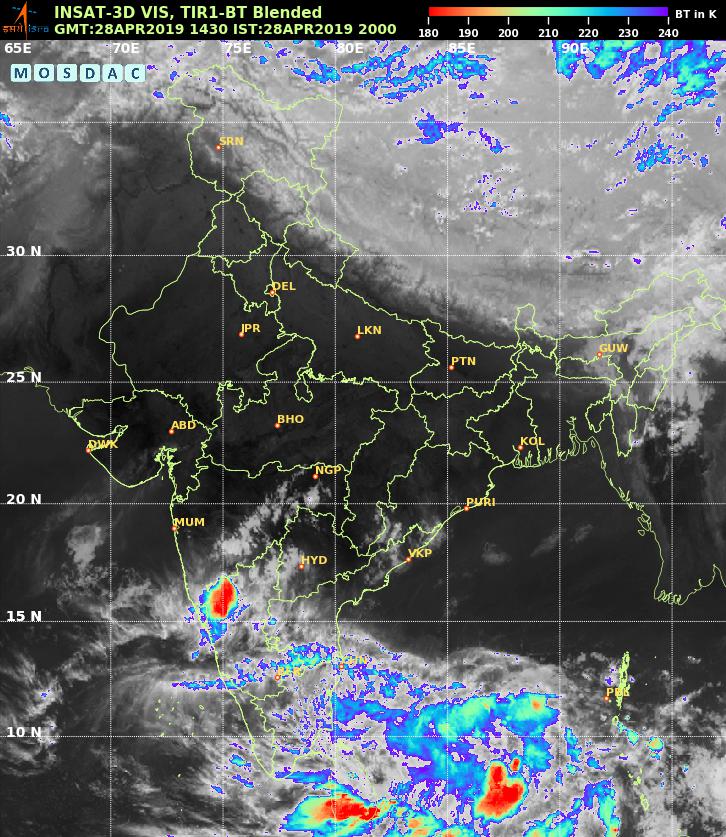 INSAT-3D VIS, TIR1-BT Blended
GMT:28APR2019 1430 IST:28APR2019 2000
BT in K
180 190 200 210 220 230 240
65E 70E 75E 80E 85E 90E
MOSDAC
SRN
30 N
DEL
JPR LKN
GUW
PTN
25 N
ABD BHO
DWK KOL
NGP
20 N PURI
MUM
VKP
HYD
15 N
PBL
10 N